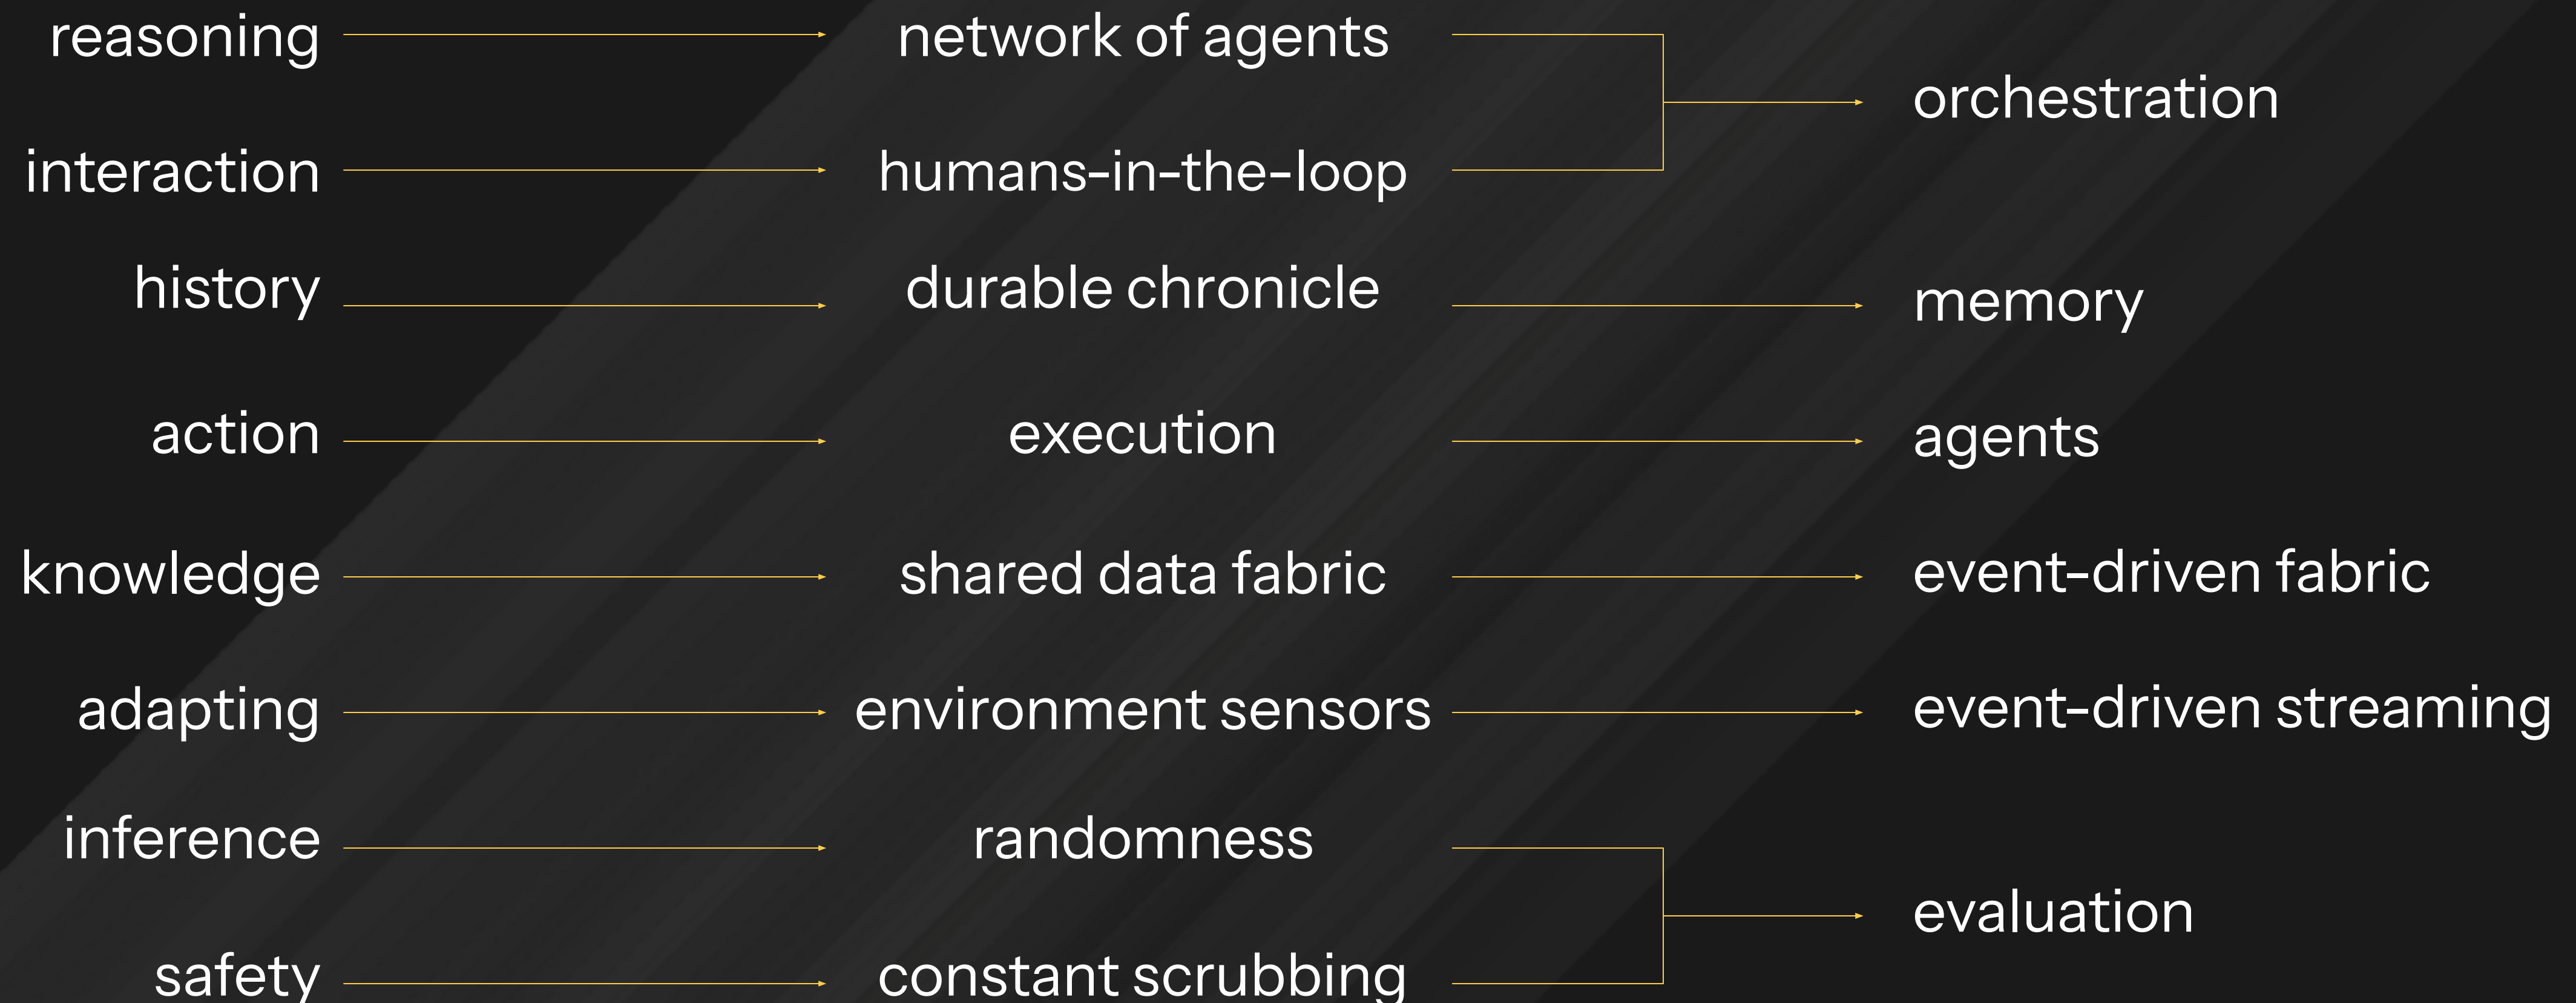 reasoning
network of agents
orchestration
interaction
humans-in-the-loop
history
durable chronicle
memory
action
execution
agents
knowledge
shared data fabric
event-driven fabric
adapting
environment sensors
event-driven streaming
inference
randomness
evaluation
safety
constant scrubbing